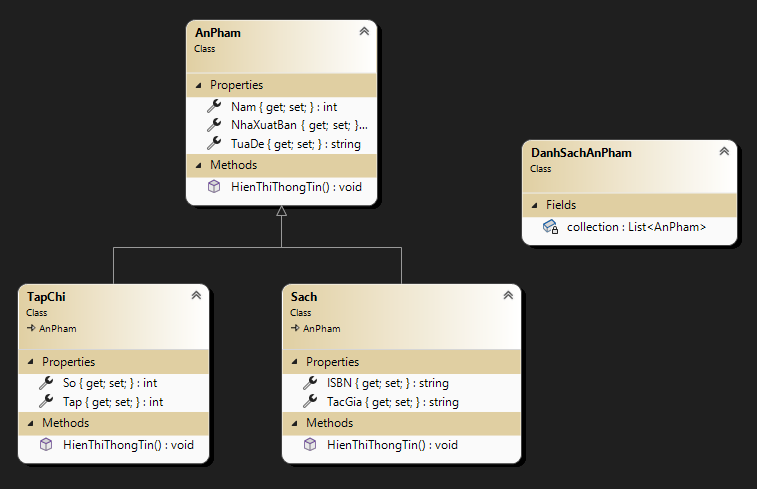 AnPham
Class
Properties
Nam { get; set; } : int
NhaXuatBan { get; set; }...
TuaDe { get; set; } : string
Methods
HienThiThongTin() : void
DanhSachAnPham
Class
Fields
collection : List<AnPham>
TapChi
Class
AnPham
Properties
So { get; set; } : int
Tap { get; set; } : int
Methods
HienThiThongTin() : void
Sach
Class
AnPham
Properties
ISBN { get; set; } : string
TacGia { get; set; } : string
Methods
HienThiThongTin() : void